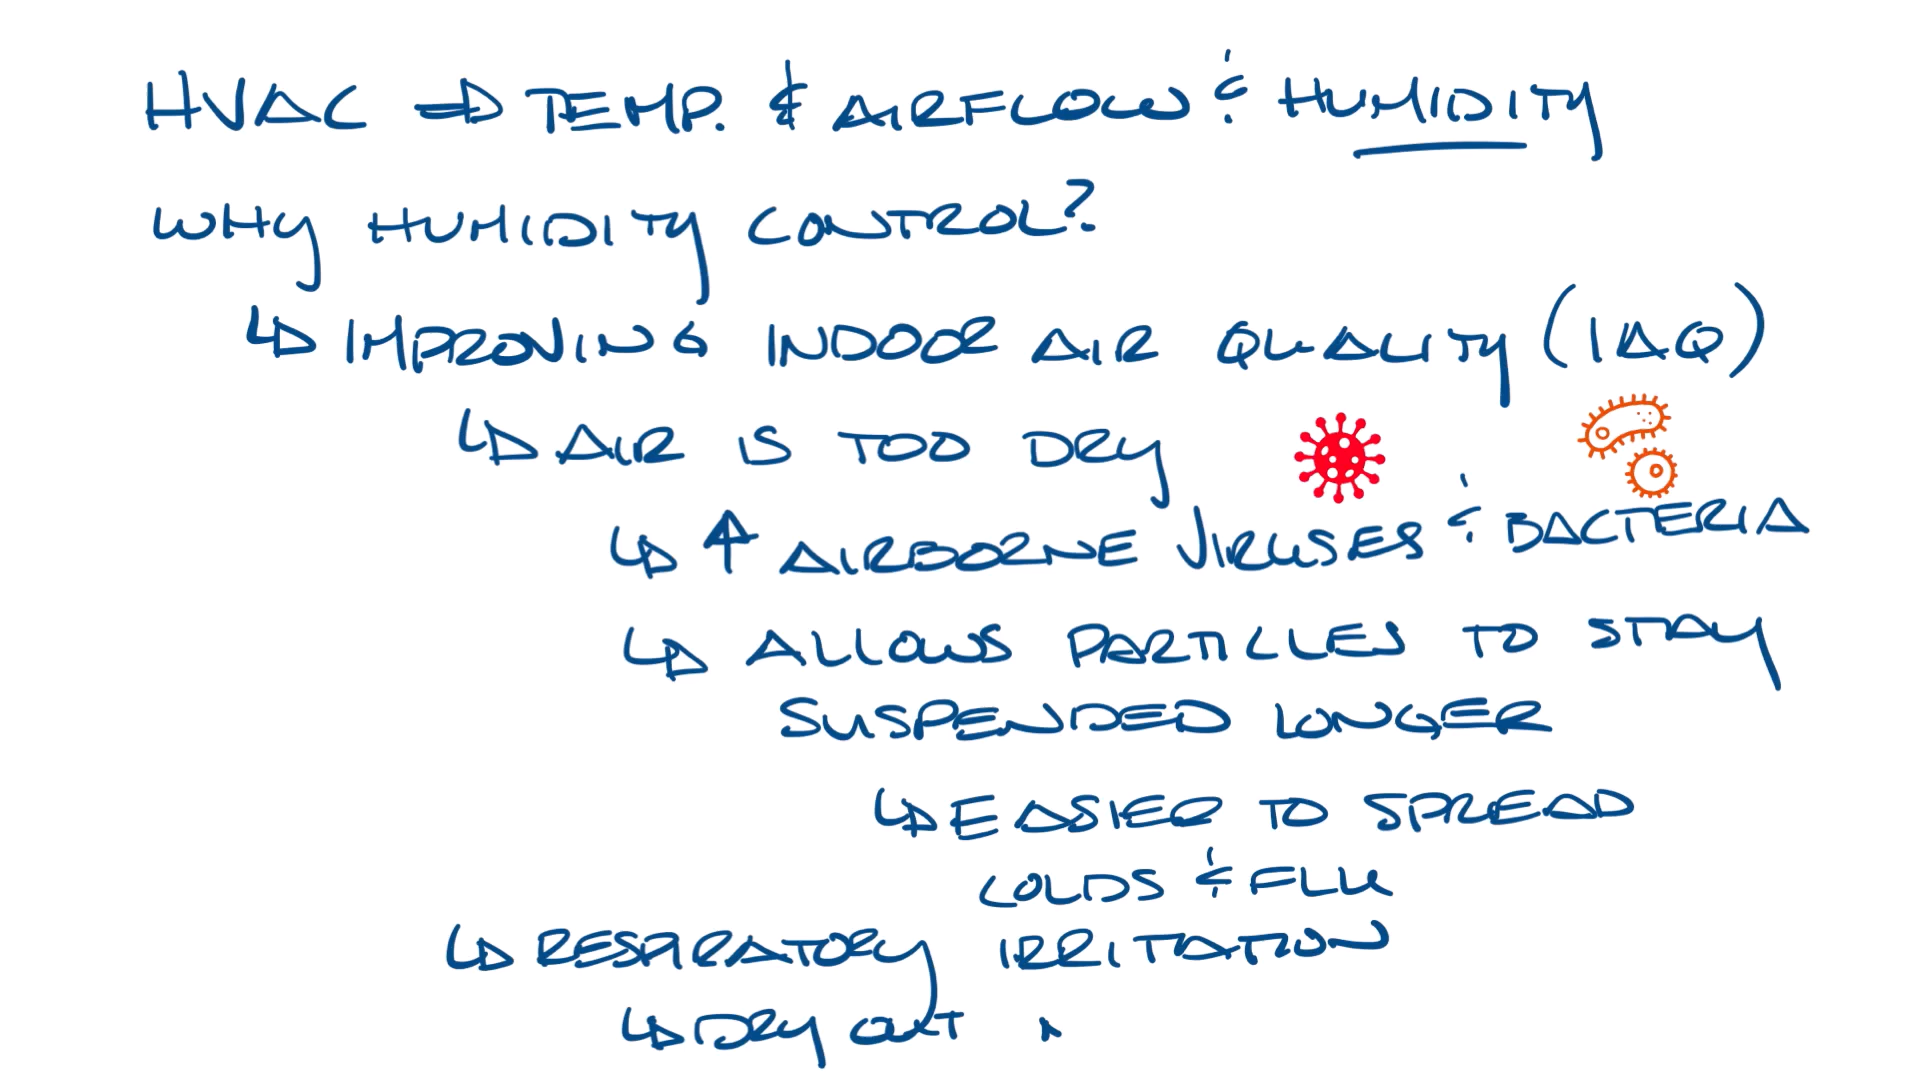 HVAC ⇒ TEMP. & AIRFLOW & HUMIDITY
WHY HUMIDITY CONTROL?
↳ IMPROVING INDOOR AIR QUALITY (IAQ)
↳ AIR IS TOO DRY
↳ ↑ AIRBORNE VIRUSES & BACTERIA
↳ ALLOWS PARTICLES TO STAY
SUSPENDED LONGER
↳ EASIER TO SPREAD
COLDS & FLU
↳ RESPIRATORY IRRITATION
↳ DRY OUT